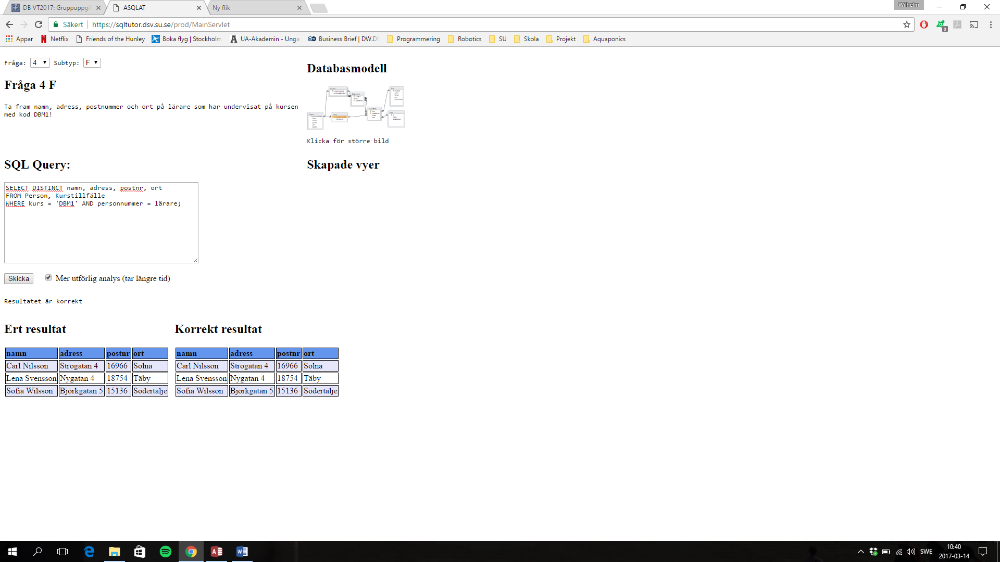 DB VT2017: Gruppuppgif
ASQLAT
Ny flik
Wilhelm
Säkert
https://sqltutor.dsv.su.se/prod/MainServlet
0
Appar
Netflix
Friends of the Hunley
Boka flyg | Stockholm
UA-Akademin - Unga
Business Brief | DW.DE
Programmering
Robotics
SU
Skola
Projekt
Aquaponics
Fråga: 4 Subtyp: F
Fråga 4 F
Ta fram namn, adress, postnummer och ort på lärare som har undervisat på kursen
med kod DBM1!
Databasmodell
Klicka för större bild
SQL Query:
Skapade vyer
SELECT DISTINCT namn, adress, postnr, ort
FROM Person, Kurstillfälle
WHERE kurs = 'DBM1' AND personnummer = lärare;
Skicka
Mer utförlig analys (tar längre tid)
Resultatet är korrekt
Ert resultat
namn adress postnr ort
Carl Nilsson Strogatan 4 16966 Solna
Lena Svensson Nygatan 4 18754 Täby
Sofia Wilsson Björkgatan 5 15136 Södertälje
Korrekt resultat
namn adress postnr ort
Carl Nilsson Strogatan 4 16966 Solna
Lena Svensson Nygatan 4 18754 Täby
Sofia Wilsson Björkgatan 5 15136 Södertälje
SWE
10:40
2017-03-14